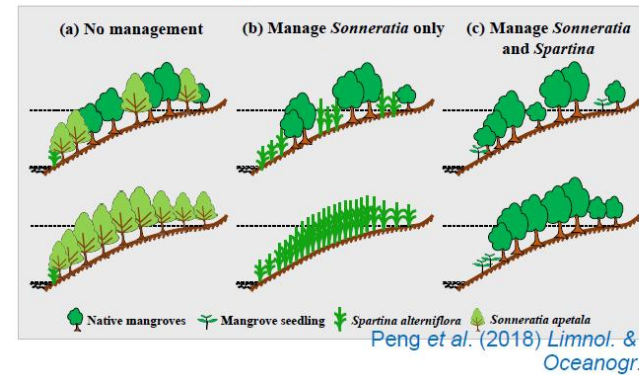 (a) No management
(b) Manage Sonneratia only
(c) Manage Sonneratia
and Spartina
Native mangroves
Mangrove seedling
Spartina alterniflora
Sonneratia apetala
Peng et al. (2018) Limnol. &
Oceanogr.